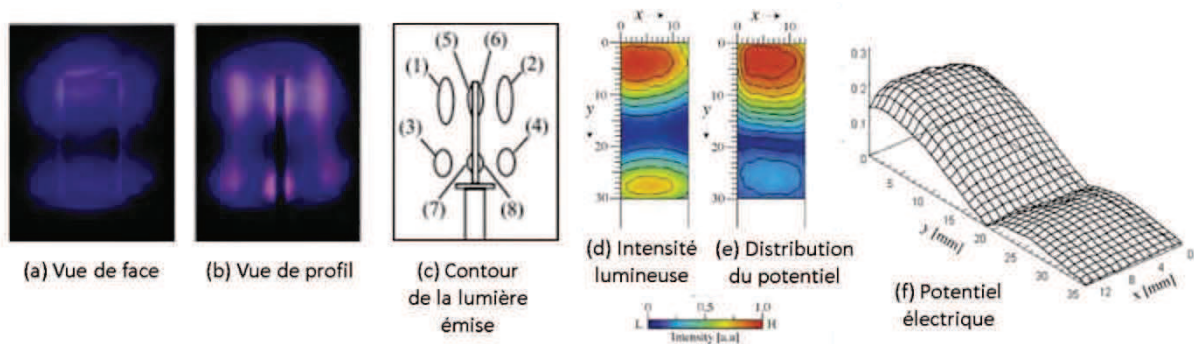 (a) Vue de face
(b) Vue de profil
(5) (6)
(1) (2)
(3) (4)
(7) (8)
(c) Contour
de la lumière
émise
x →
0 10
0
10
y
20
30
(d) Intensité
lumineuse
x →
0 10
0
10
y
20
30
(e) Distribution
du potentiel
0 0.5 1.0
L H
Intensity [a.u]
0.3
0.2
0.1
0
5
10
15
20
25
30
35
y [mm]
12 8 4 0
x [mm]
(f) Potentiel
électrique